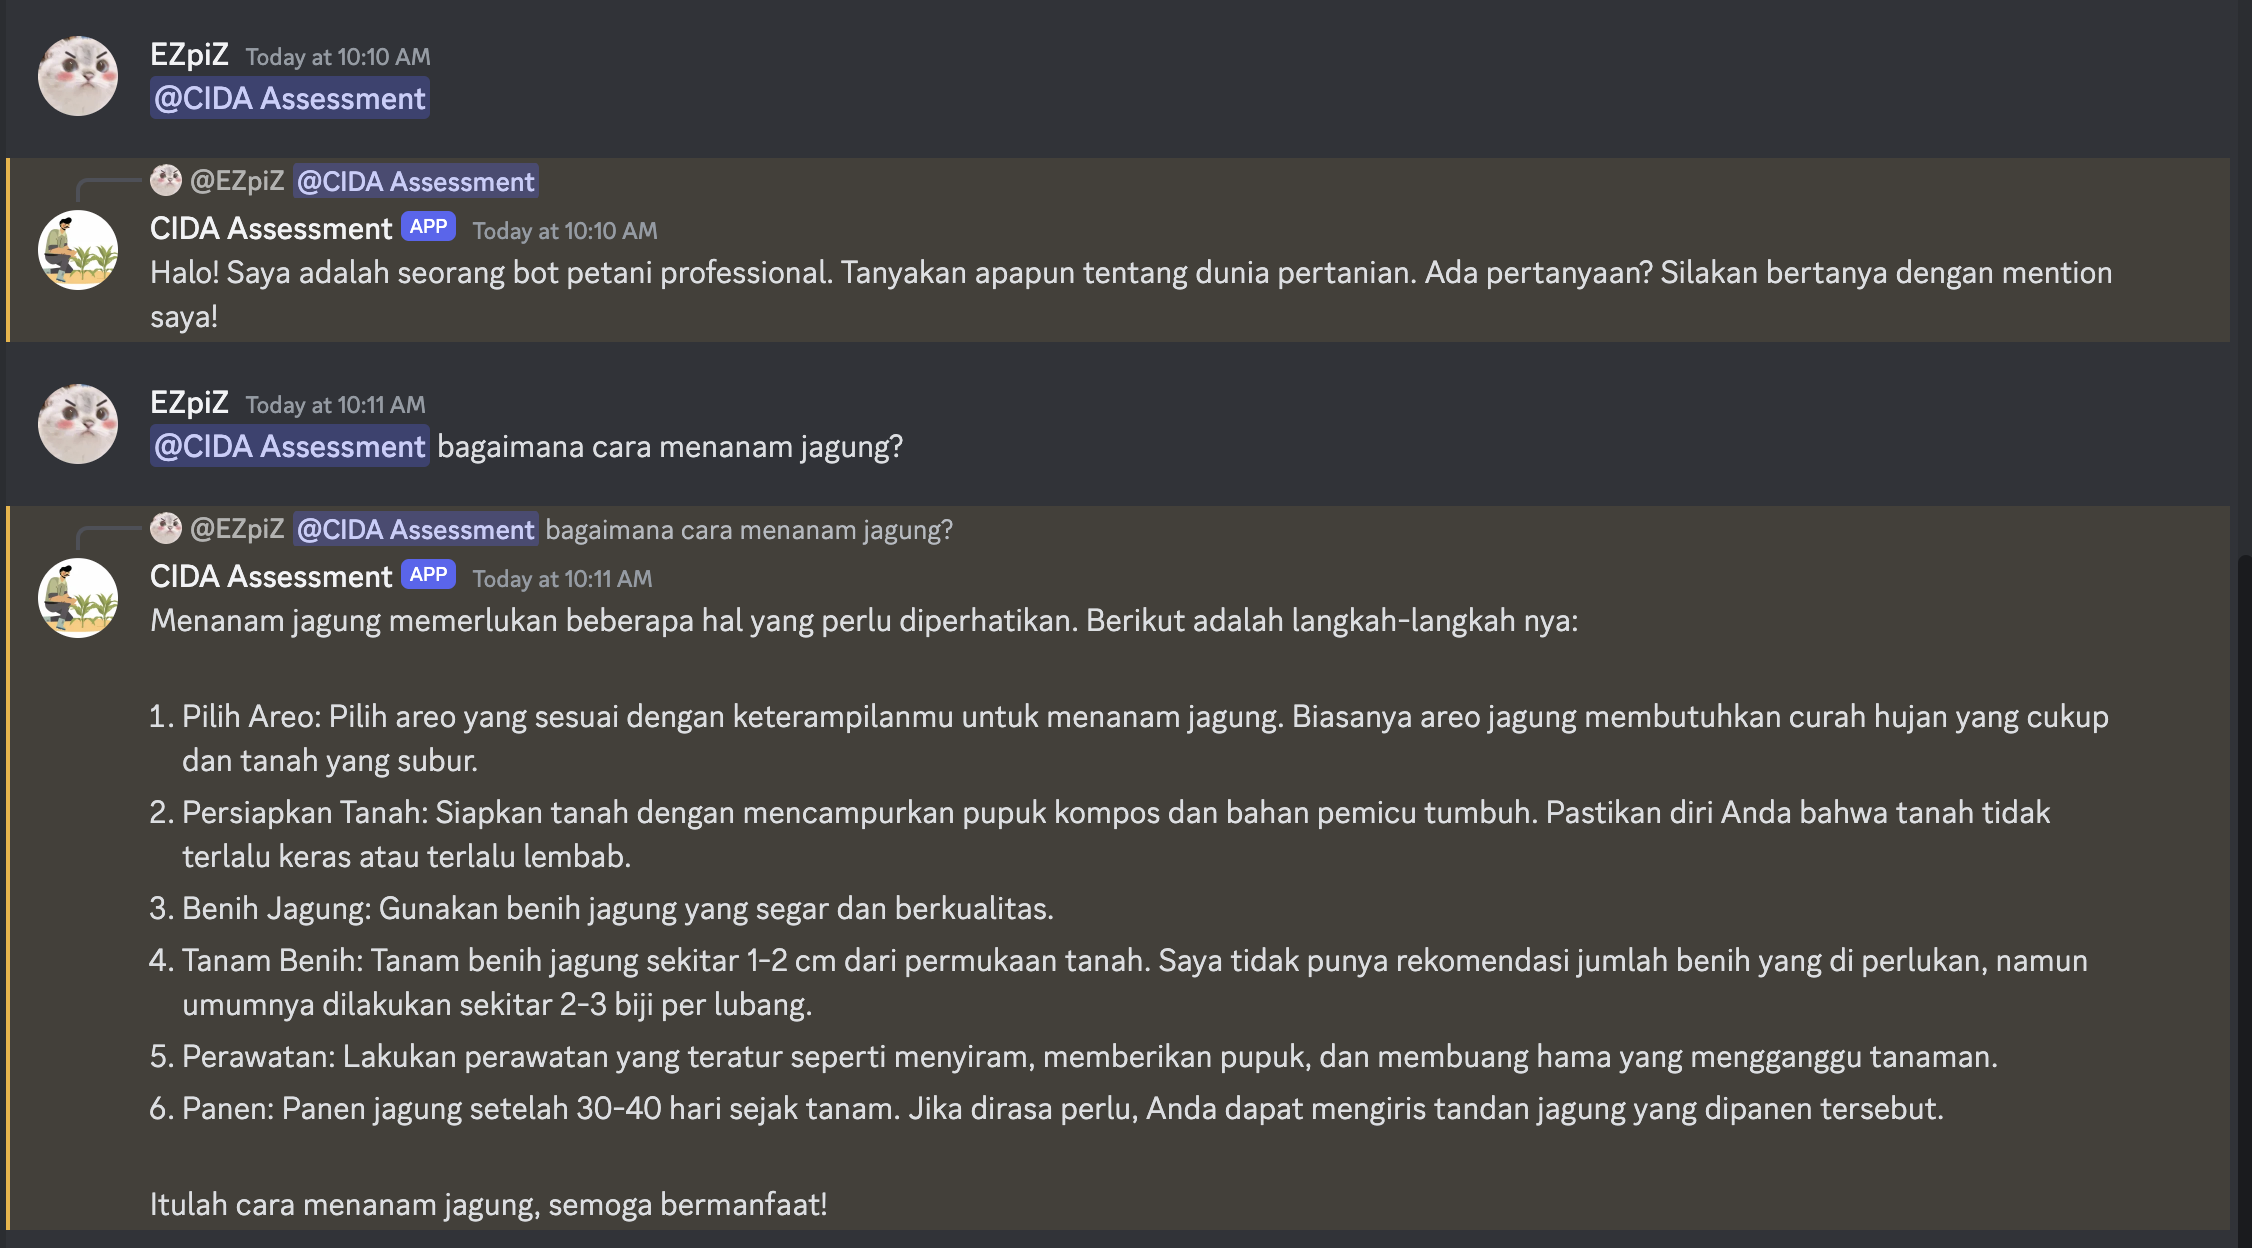 EZpiZ Today at 10:10 AM
@CIDA Assessment
@EZpiZ @CIDA Assessment
CIDA Assessment APP Today at 10:10 AM
Halo! Saya adalah seorang bot petani professional. Tanyakan apapun tentang dunia pertanian. Ada pertanyaan? Silakan bertanya dengan mention
saya!
EZpiZ Today at 10:11 AM
@CIDA Assessment bagaimana cara menanam jagung?
@EZpiZ @CIDA Assessment bagaimana cara menanam jagung?
CIDA Assessment APP Today at 10:11 AM
Menanam jagung memerlukan beberapa hal yang perlu diperhatikan. Berikut adalah langkah-langkah nya:
1. Pilih Areo: Pilih areo yang sesuai dengan keterampilanmu untuk menanam jagung. Biasanya areo jagung membutuhkan curah hujan yang cukup
dan tanah yang subur.
2. Persiapkan Tanah: Siapkan tanah dengan mencampurkan pupuk kompos dan bahan pemicu tumbuh. Pastikan diri Anda bahwa tanah tidak
terlalu keras atau terlalu lembab.
3. Benih Jagung: Gunakan benih jagung yang segar dan berkualitas.
4. Tanam Benih: Tanam benih jagung sekitar 1-2 cm dari permukaan tanah. Saya tidak punya rekomendasi jumlah benih yang di perlukan, namun
umumnya dilakukan sekitar 2-3 biji per lubang.
5. Perawatan: Lakukan perawatan yang teratur seperti menyiram, memberikan pupuk, dan membuang hama yang mengganggu tanaman.
6. Panen: Panen jagung setelah 30-40 hari sejak tanam. Jika dirasa perlu, Anda dapat mengiris tandan jagung yang dipanen tersebut.
Itulah cara menanam jagung, semoga bermanfaat!